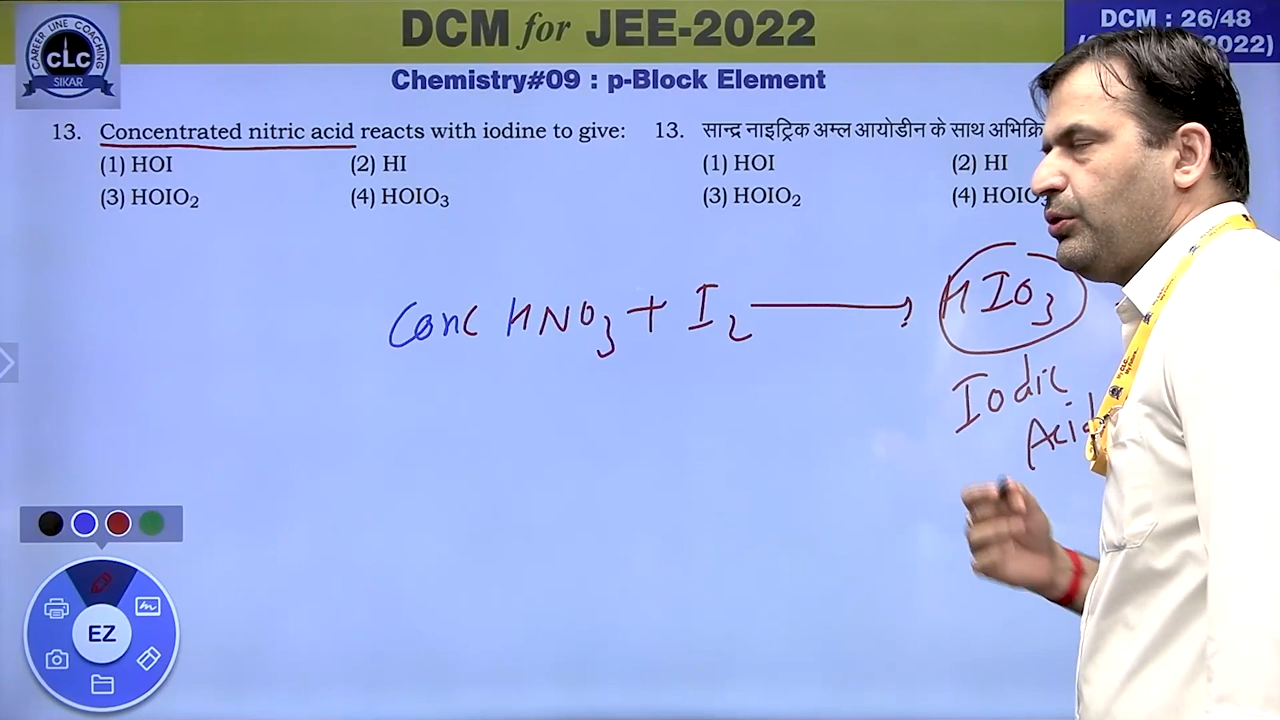 CAREER LINE COACHING
CLC
SIKAR
DCM for JEE-2022
DCM : 26/48
2022)
Chemistry#09 : p-Block Element
13. Concentrated nitric acid reacts with iodine to give:
(1) HOI (2) HI
(3) HOIO₂ (4) HOIO₃
13. सान्द्र नाइट्रिक अम्ल आयोडीन के साथ
(1) HOI (2) HI
(3) HOIO₂ (4)
Conc HNO₃ + I₂ ⟶ HIO₃
Iodic
Acid
EZ